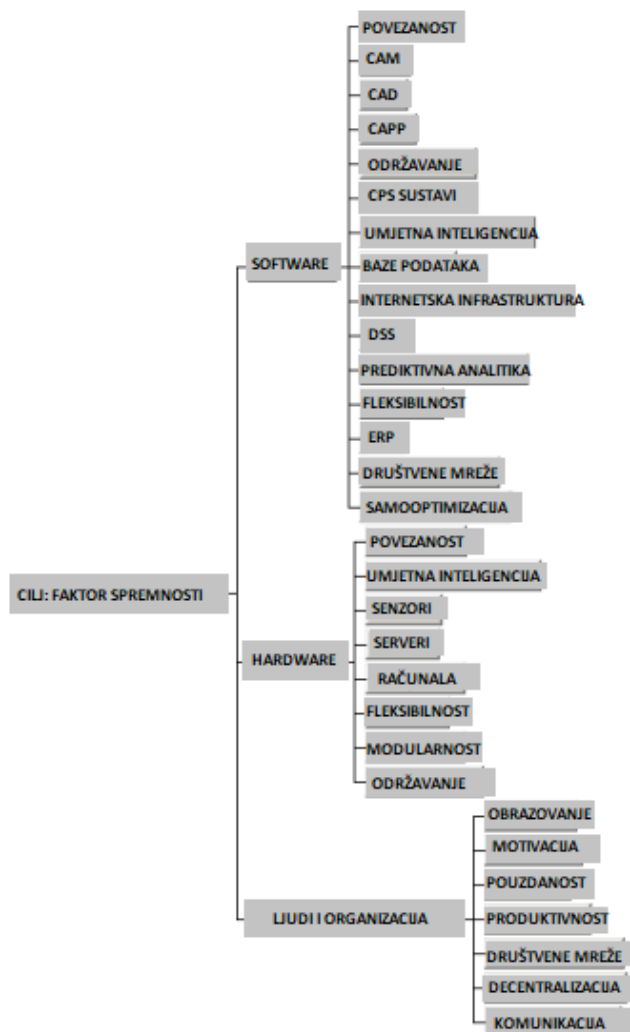 POVEZANOST
CAM
CAD
CAPP
ODRŽAVANJE
CPS SUSTAVI
UMJETNA INTELIGENCIJA
SOFTWARE
BAZE PODATAKA
INTERNETSKA INFRASTRUKTURA
DSS
PREDIKTIVNA ANALITIKA
FLEKSIBILNOST
ERP
DRUŠTVENE MREŽE
SAMOOPTIMIZACIJA
CILJ: FAKTOR SPREMNOSTI
POVEZANOST
UMJETNA INTELIGENCIJA
SENZORI
SERVERI
HARDWARE
RAČUNALA
FLEKSIBILNOST
MODULARNOST
ODRŽAVANJE
OBRAZOVANJE
MOTIVACIJA
POUZDANOST
LJUDI I ORGANIZACIJA
PRODUKTIVNOST
DRUŠTVENE MREŽE
DECENTRALIZACIJA
KOMUNIKACIJA